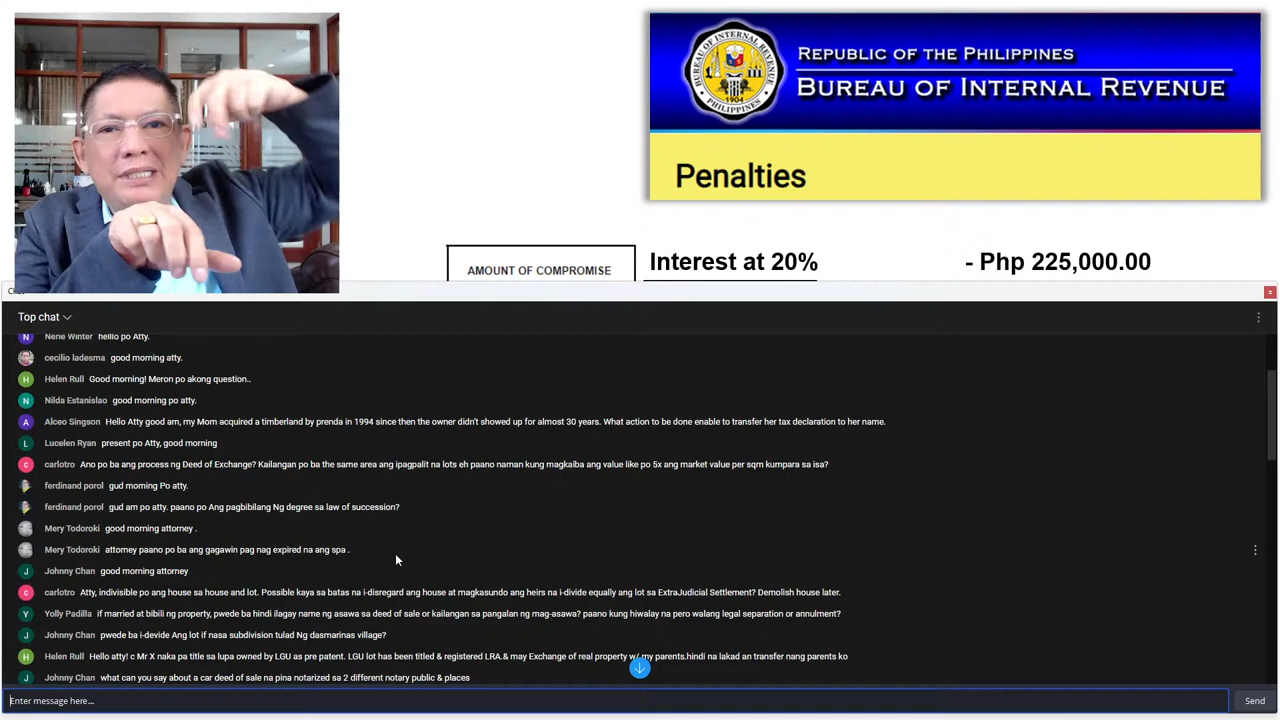 REPUBLIC OF THE PHILIPPINES
BUREAU OF INTERNAL REVENUE
BUREAU OF INTERNAL REVENUE
PHILIPPINES
1904
Penalties
AMOUNT OF COMPROMISE
Interest at 20% - Php 225,000.00
Top chat
Nerie Winter helllo po Atty.
cecilio ladesma good morning atty.
H Helen Rull Good morning! Meron po akong question..
N Nilda Estanislao good morning po atty.
A Alceo Singson Hello Atty good am, my Mom acquired a timberland by prenda in 1994 since then the owner didn't showed up for almost 30 years. What action to be done enable to transfer her tax declaration to her name.
L Lucelen Ryan present po Atty, good morning
c carlotro Ano po ba ang process ng Deed of Exchange? Kailangan po ba the same area ang ipagpalit na lots eh paano naman kung magkaiba ang value like po 5x ang market value per sqm kumpara sa isa?
ferdinand porol gud morning Po atty.
ferdinand porol gud am po atty. paano po Ang pagbibilang Ng degree sa law of succession?
Mery Todoroki good morning attorney .
Mery Todoroki attorney paano po ba ang gagawin pag nag expired na ang spa .
J Johnny Chan good morning attorney
c carlotro Atty, indivisible po ang house sa house and lot. Possible kaya sa batas na i-disregard ang house at magkasundo ang heirs na i-divide equally ang lot sa ExtraJudicial Settlement? Demolish house later.
Y Yolly Padilla if married at bibili ng property, pwede ba hindi ilagay name ng asawa sa deed of sale or kailangan sa pangalan ng mag-asawa? paano kung hiwalay na pero walang legal separation or annulment?
J Johnny Chan pwede ba i-devide Ang lot if nasa subdivision tulad Ng dasmarinas village?
H Helen Rull Hello atty! c Mr X naka pa title sa lupa owned by LGU as pre patent. LGU lot has been titled & registered LRA.& may Exchange of real property w/ my parents.hindi na lakad an transfer nang parents ko
J Johnny Chan what can you say about a car deed of sale na pina notarized sa 2 different notary public & places
Enter message here...
Send